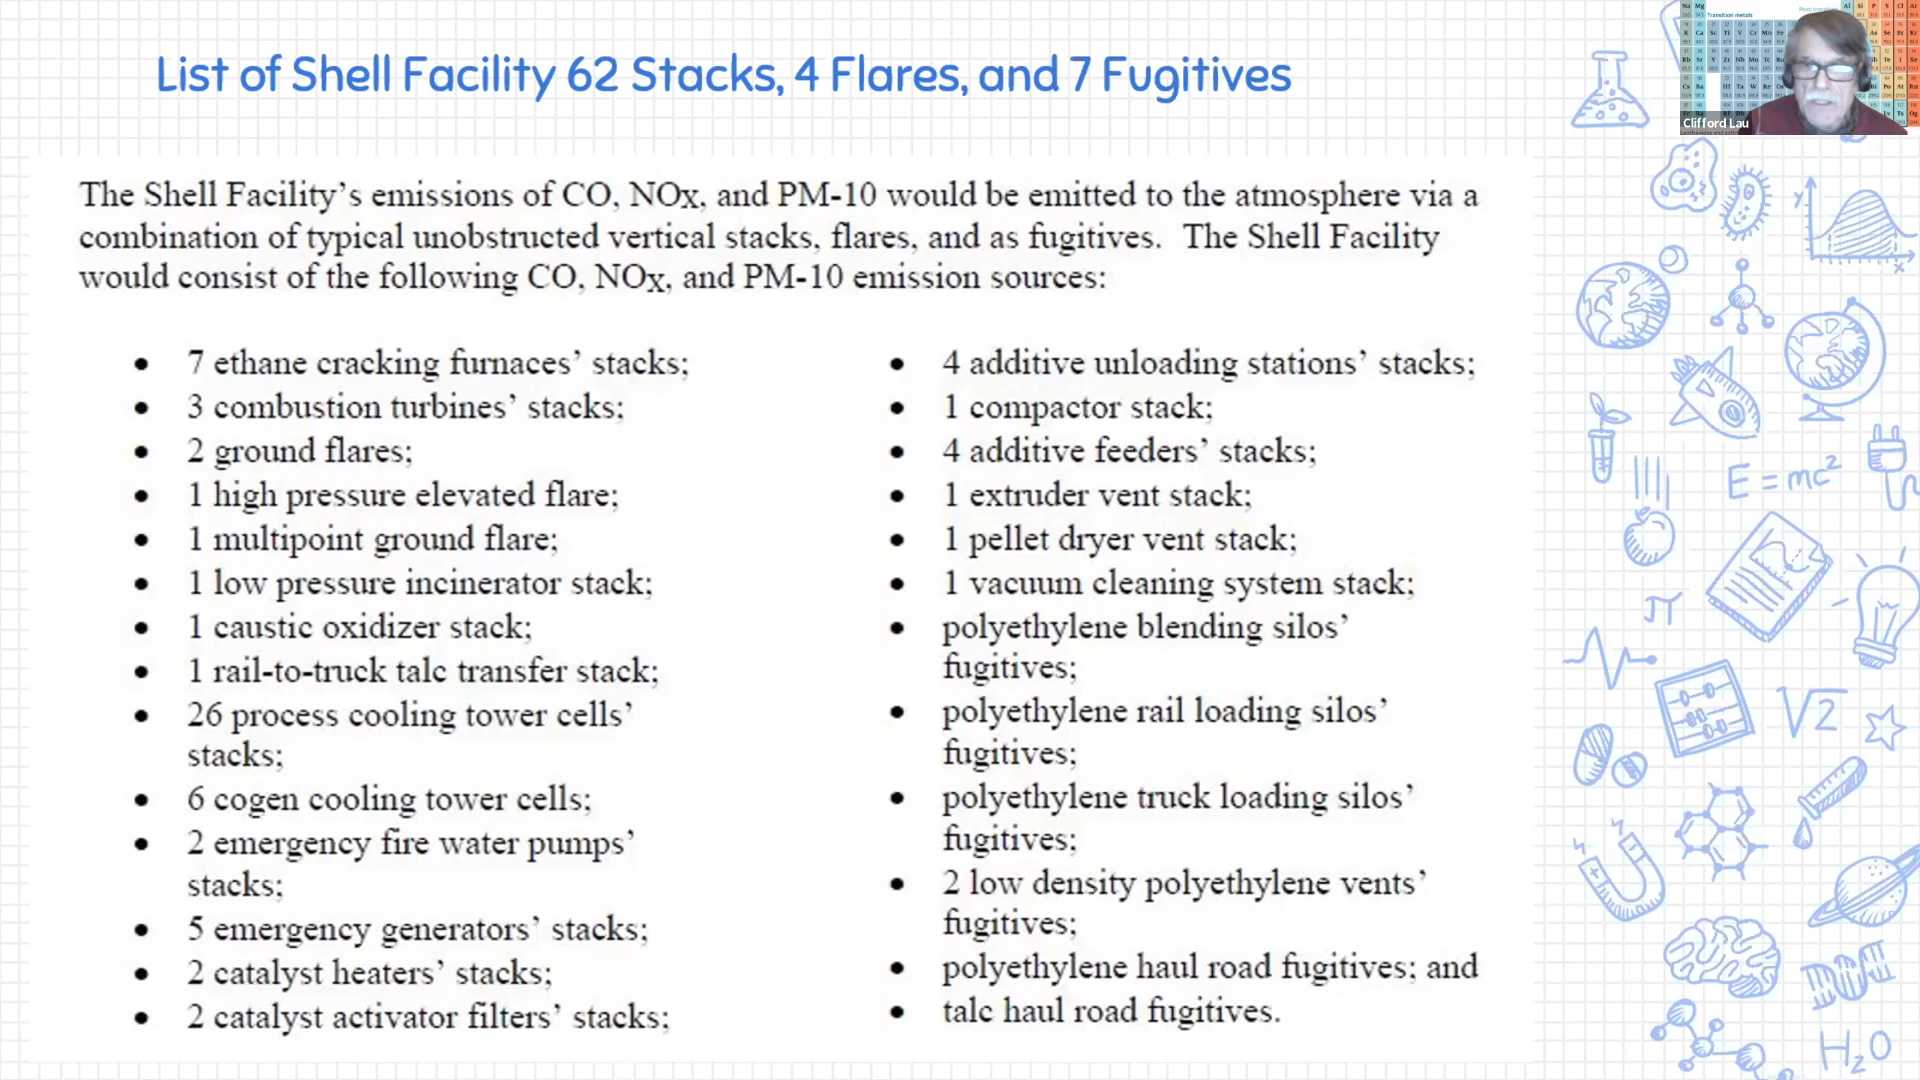 List of Shell Facility 62 Stacks, 4 Flares, and 7 Fugitives
The Shell Facility's emissions of CO, NOx, and PM-10 would be emitted to the atmosphere via a
combination of typical unobstructed vertical stacks, flares, and as fugitives. The Shell Facility
would consist of the following CO, NOx, and PM-10 emission sources:
• 7 ethane cracking furnaces' stacks;
• 3 combustion turbines' stacks;
• 2 ground flares;
• 1 high pressure elevated flare;
• 1 multipoint ground flare;
• 1 low pressure incinerator stack;
• 1 caustic oxidizer stack;
• 1 rail-to-truck talc transfer stack;
• 26 process cooling tower cells'
stacks;
• 6 cogen cooling tower cells;
• 2 emergency fire water pumps'
stacks;
• 5 emergency generators' stacks;
• 2 catalyst heaters' stacks;
• 2 catalyst activator filters' stacks;
• 4 additive unloading stations' stacks;
• 1 compactor stack;
• 4 additive feeders' stacks;
• 1 extruder vent stack;
• 1 pellet dryer vent stack;
• 1 vacuum cleaning system stack;
• polyethylene blending silos'
fugitives;
• polyethylene rail loading silos'
fugitives;
• polyethylene truck loading silos'
fugitives;
• 2 low density polyethylene vents'
fugitives;
• polyethylene haul road fugitives; and
• talc haul road fugitives.
Transition metals
Clifford Lau
y
x
E = mc²
π
√2
H₂O